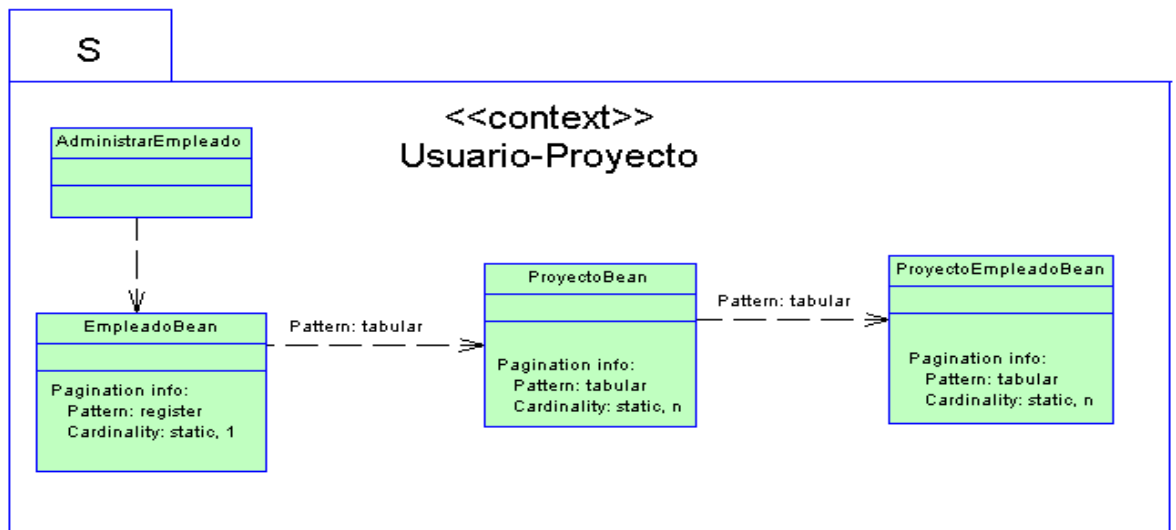 S
<<context>>
Usuario-Proyecto
AdministrarEmpleado
EmpleadoBean
Pagination info:
Pattern: register
Cardinality: static, 1
Pattern: tabular
ProyectoBean
Pagination info:
Pattern: tabular
Cardinality: static, n
Pattern: tabular
ProyectoEmpleadoBean
Pagination info:
Pattern: tabular
Cardinality: static, n